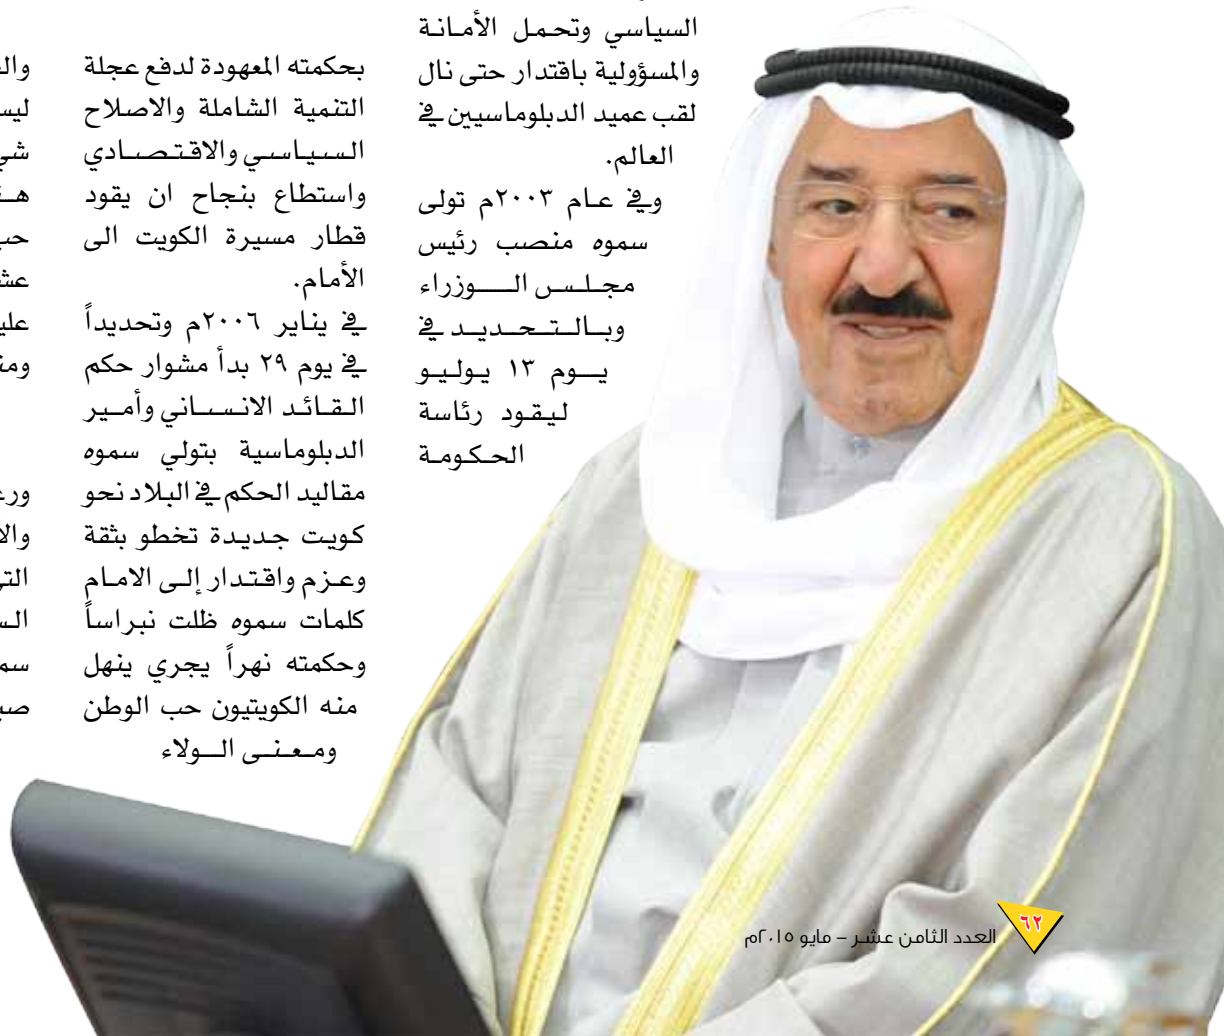 السياسي وتحمل الأمانة
والمسؤولية باقتدار حتى نال
لقب عميد الدبلوماسيين في
العالم.
وفي عام ٢٠٠٣م تولى
سموه منصب رئيس
مجلس الوزراء
وبالتحديد في
يوم ١٣ يوليو
ليقود رئاسة
الحكومة
بحكمته المعهودة لدفع عجلة
التنمية الشاملة والاصلاح
السياسي والاقتصادي
واستطاع بنجاح ان يقود
قطار مسيرة الكويت الى
الأمام.
في يناير ٢٠٠٦م وتحديداً
في يوم ٢٩ بدأ مشوار حكم
القائد الانساني وأمير
الدبلوماسية بتولي سموه
مقاليد الحكم في البلاد نحو
كويت جديدة تخطو بثقة
وعزم واقتدار إلى الامام
كلمات سموه ظلت نبراساً
وحكمته نهراً يجري ينهل
منه الكويتيون حب الوطن
ومعنى الولاء
٦٢
العدد الثامن عشر - مايو ٢٠١٥م